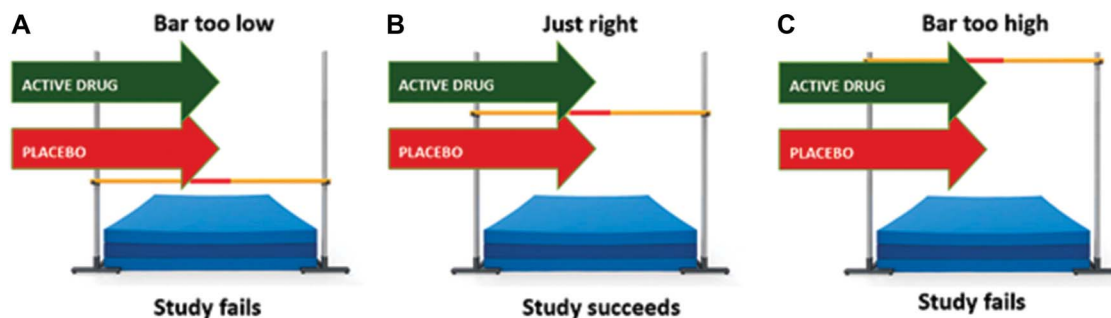 A
Bar too low
ACTIVE DRUG
PLACEBO
Study fails
B
Just right
ACTIVE DRUG
PLACEBO
Study succeeds
C
Bar too high
ACTIVE DRUG
PLACEBO
Study fails